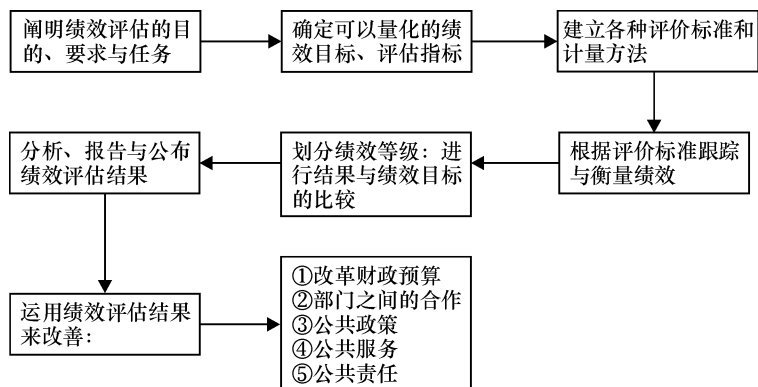 阐明绩效评估的目
的、要求与任务
确定可以量化的绩
效目标、评估指标
建立各种评价标准和
计量方法
根据评价标准跟踪
与衡量绩效
划分绩效等级：进
行结果与绩效目标
的比较
分析、报告与公布
绩效评估结果
运用绩效评估结果
来改善：
①改革财政预算
②部门之间的合作
③公共政策
④公共服务
⑤公共责任